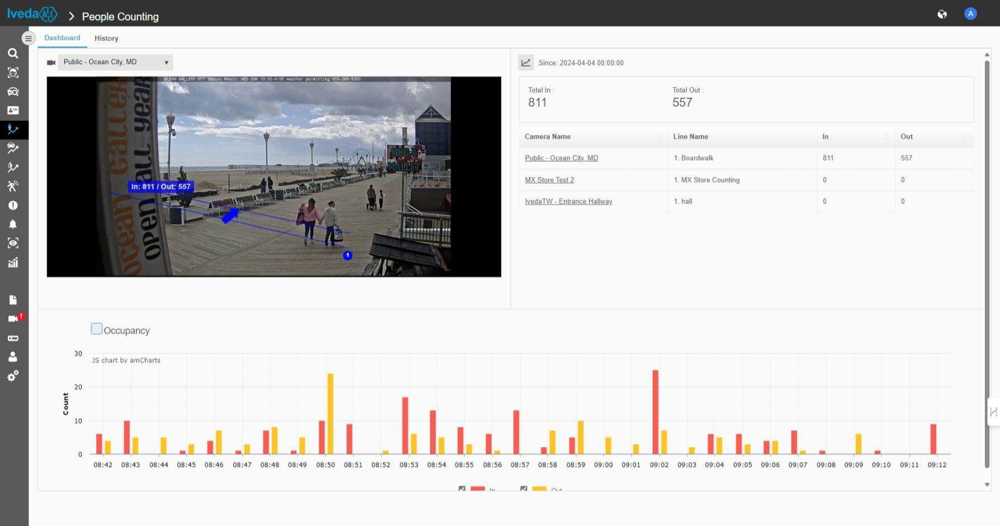 IvedaAI
People Counting
A
Dashboard
History
Public - Ocean City, MD
Since: 2024-04-04 00:00:00
OCEAN GALLERY Off Season Hours: WED-SUN 10:00-4:00 weather permitting 410-289-5300
ocean gallery
open all year
MUG &
MALLET
In: 811 / Out: 557
1
Total In :
Total Out :
811
557
Camera Name
Line Name
In
Out
Public - Ocean City, MD
1. Boardwalk
811
557
MX Store Test 2
1. MX Store Counting
0
0
IvedaTW - Entrance Hallway
1. hall
0
0
Occupancy
JS chart by amCharts
Count
30
20
10
0
08:42 08:43 08:44 08:45 08:46 08:47 08:48 08:49 08:50 08:51 08:52 08:53 08:54 08:55 08:56 08:57 08:58 08:59 09:00 09:01 09:02 09:03 09:04 09:05 09:06 09:07 09:08 09:09 09:10 09:11 09:12
In
Out